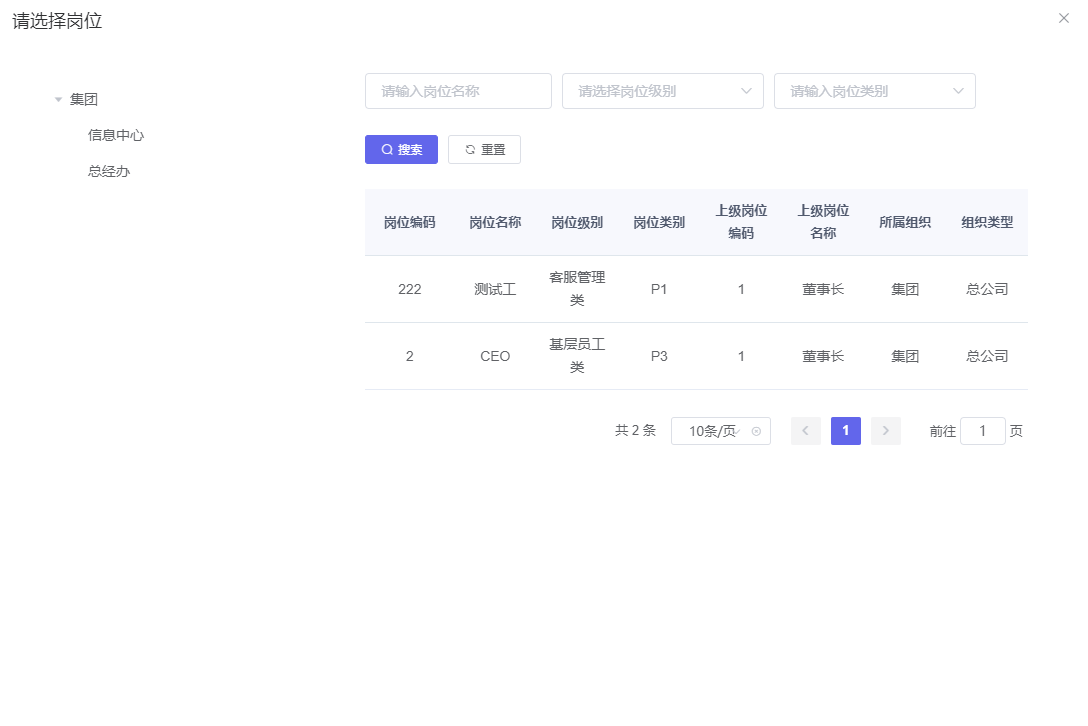 请选择岗位
集团
信息中心
总经办
请输入岗位名称 请选择岗位级别 请输入岗位类别
搜索 重置
岗位编码 岗位名称 岗位级别 岗位类别 上级岗位编码 上级岗位名称 所属组织 组织类型
222 测试工 客服管理类 P1 1 董事长 集团 总公司
2 CEO 基层员工类 P3 1 董事长 集团 总公司
共 2 条 10条/页 1 前往 1 页